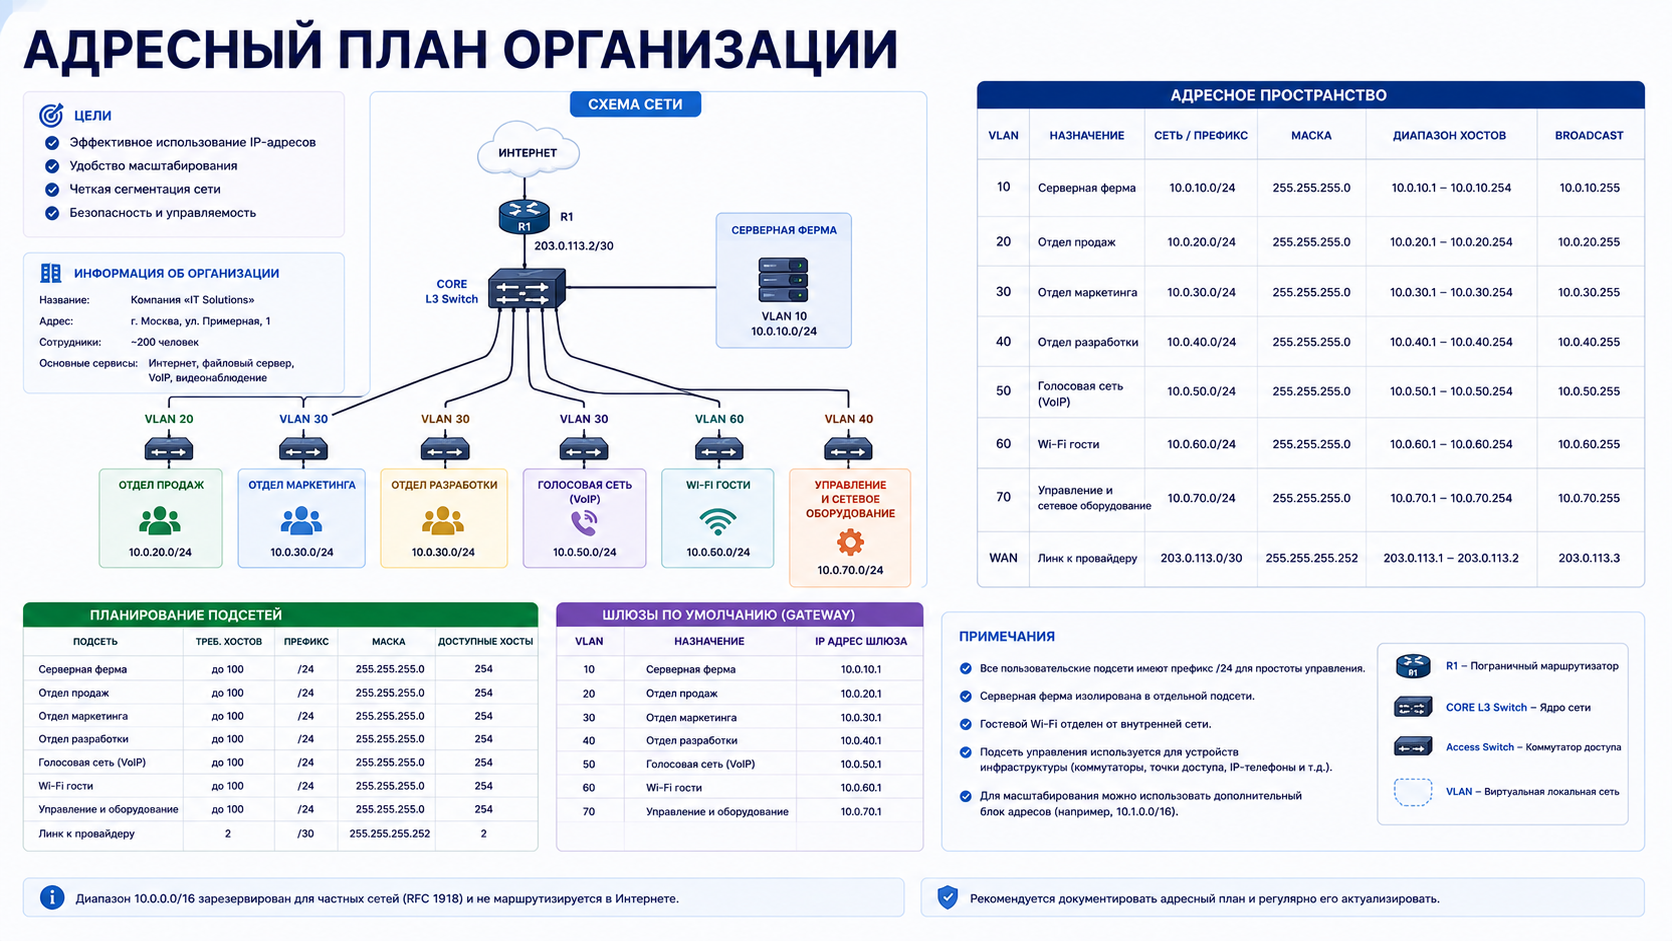 АДРЕСНЫЙ ПЛАН ОРГАНИЗАЦИИ
ЦЕЛИ
Эффективное использование IP-адресов
Удобство масштабирования
Четкая сегментация сети
Безопасность и управляемость
ИНФОРМАЦИЯ ОБ ОРГАНИЗАЦИИ
Название: Компания «IT Solutions»
Адрес: г. Москва, ул. Примерная, 1
Сотрудники: ~200 человек
Основные сервисы: Интернет, файловый сервер,
VoIP, видеонаблюдение
СХЕМА СЕТИ
ИНТЕРНЕТ
R1
R1
203.0.113.2/30
CORE
L3 Switch
СЕРВЕРНАЯ ФЕРМА
VLAN 10
10.0.10.0/24
VLAN 20
VLAN 30
VLAN 30
VLAN 30
VLAN 60
VLAN 40
ОТДЕЛ ПРОДАЖ
10.0.20.0/24
ОТДЕЛ МАРКЕТИНГА
10.0.30.0/24
ОТДЕЛ РАЗРАБОТКИ
10.0.30.0/24
ГОЛОСОВАЯ СЕТЬ
(VoIP)
10.0.50.0/24
WI-FI ГОСТИ
10.0.60.0/24
УПРАВЛЕНИЕ
И СЕТЕВОЕ
ОБОРУДОВАНИЕ
10.0.70.0/24
АДРЕСНОЕ ПРОСТРАНСТВО
VLAN НАЗНАЧЕНИЕ СЕТЬ / ПРЕФИКС МАСКА ДИАПАЗОН ХОСТОВ BROADCAST
10 Серверная ферма 10.0.10.0/24 255.255.255.0 10.0.10.1 – 10.0.10.254 10.0.10.255
20 Отдел продаж 10.0.20.0/24 255.255.255.0 10.0.20.1 – 10.0.20.254 10.0.20.255
30 Отдел маркетинга 10.0.30.0/24 255.255.255.0 10.0.30.1 – 10.0.30.254 10.0.30.255
40 Отдел разработки 10.0.40.0/24 255.255.255.0 10.0.40.1 – 10.0.40.254 10.0.40.255
50 Голосовая сеть
(VoIP) 10.0.50.0/24 255.255.255.0 10.0.50.1 – 10.0.50.254 10.0.50.255
60 Wi-Fi гости 10.0.60.0/24 255.255.255.0 10.0.60.1 – 10.0.60.254 10.0.60.255
70 Управление и
сетевое оборудование 10.0.70.0/24 255.255.255.0 10.0.70.1 – 10.0.70.254 10.0.70.255
WAN Линк к провайдеру 203.0.113.0/30 255.255.255.252 203.0.113.1 – 203.0.113.2 203.0.113.3
ПЛАНИРОВАНИЕ ПОДСЕТЕЙ
ПОДСЕТЬ ТРЕБ. ХОСТОВ ПРЕФИКС МАСКА ДОСТУПНЫЕ ХОСТЫ
Серверная ферма до 100 /24 255.255.255.0 254
Отдел продаж до 100 /24 255.255.255.0 254
Отдел маркетинга до 100 /24 255.255.255.0 254
Отдел разработки до 100 /24 255.255.255.0 254
Голосовая сеть (VoIP) до 100 /24 255.255.255.0 254
Wi-Fi гости до 100 /24 255.255.255.0 254
Управление и оборудование до 100 /24 255.255.255.0 254
Линк к провайдеру 2 /30 255.255.255.252 2
ШЛЮЗЫ ПО УМОЛЧАНИЮ (GATEWAY)
VLAN НАЗНАЧЕНИЕ IP АДРЕС ШЛЮЗА
10 Серверная ферма 10.0.10.1
20 Отдел продаж 10.0.20.1
30 Отдел маркетинга 10.0.30.1
40 Отдел разработки 10.0.40.1
50 Голосовая сеть (VoIP) 10.0.50.1
60 Wi-Fi гости 10.0.60.1
70 Управление и оборудование 10.0.70.1
ПРИМЕЧАНИЯ
Все пользовательские подсети имеют префикс /24 для простоты управления.
Серверная ферма изолирована в отдельной подсети.
Гостевой Wi-Fi отделен от внутренней сети.
Подсеть управления используется для устройств
инфраструктуры (коммутаторы, точки доступа, IP-телефоны и т.д.).
Для масштабирования можно использовать дополнительный
блок адресов (например, 10.1.0.0/16).
R1
R1 – Пограничный маршрутизатор
CORE L3 Switch – Ядро сети
Access Switch – Коммутатор доступа
VLAN – Виртуальная локальная сеть
Диапазон 10.0.0.0/16 зарезервирован для частных сетей (RFC 1918) и не маршрутизируется в Интернете.
Рекомендуется документировать адресный план и регулярно его актуализировать.